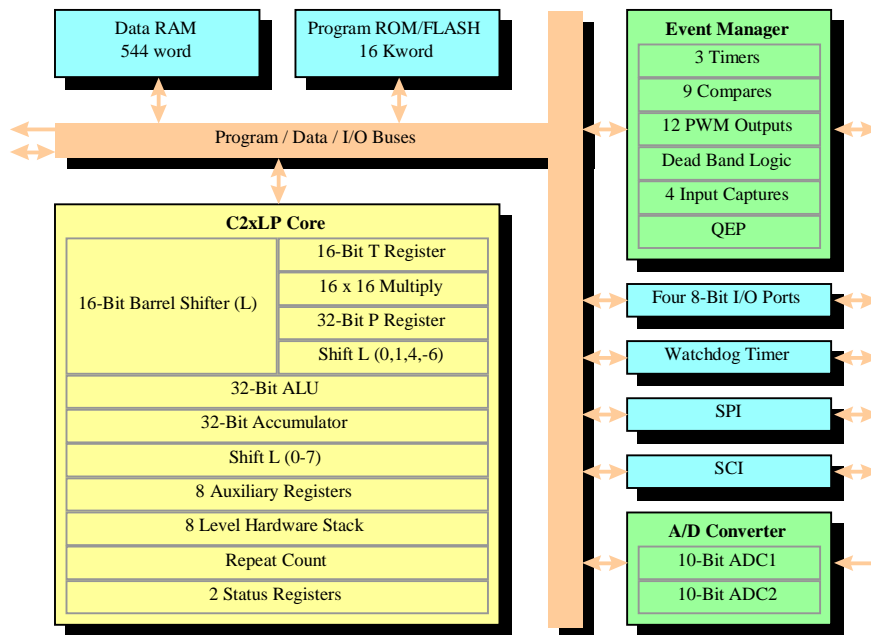 Data RAM
544 word
Program ROM/FLASH
16 Kword
Program / Data / I/O Buses
C2xLP Core
16-Bit Barrel Shifter (L)
16-Bit T Register
16 x 16 Multiply
32-Bit P Register
Shift L (0,1,4,-6)
32-Bit ALU
32-Bit Accumulator
Shift L (0-7)
8 Auxiliary Registers
8 Level Hardware Stack
Repeat Count
2 Status Registers
Event Manager
3 Timers
9 Compares
12 PWM Outputs
Dead Band Logic
4 Input Captures
QEP
Four 8-Bit I/O Ports
Watchdog Timer
SPI
SCI
A/D Converter
10-Bit ADC1
10-Bit ADC2